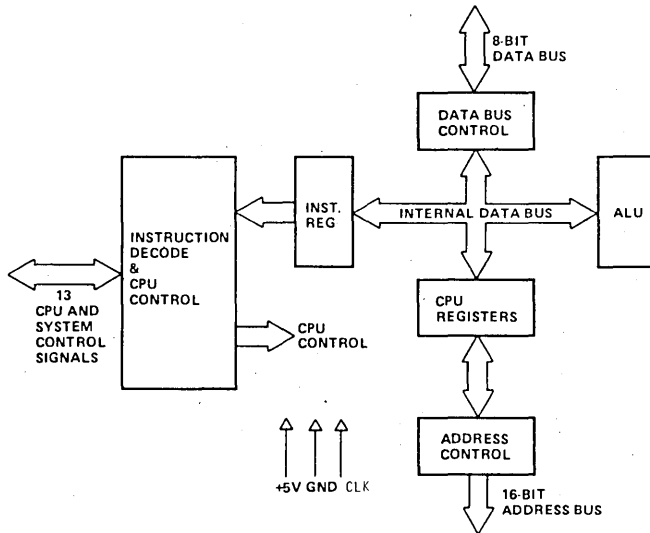 8-BIT
DATA BUS
DATA BUS
CONTROL
INST.
REG
INTERNAL DATA BUS
ALU
INSTRUCTION
DECODE
&
CPU
CONTROL
13
CPU AND
SYSTEM
CONTROL
SIGNALS
CPU
REGISTERS
CPU
CONTROL
ADDRESS
CONTROL
+5V GND CLK
16-BIT
ADDRESS BUS